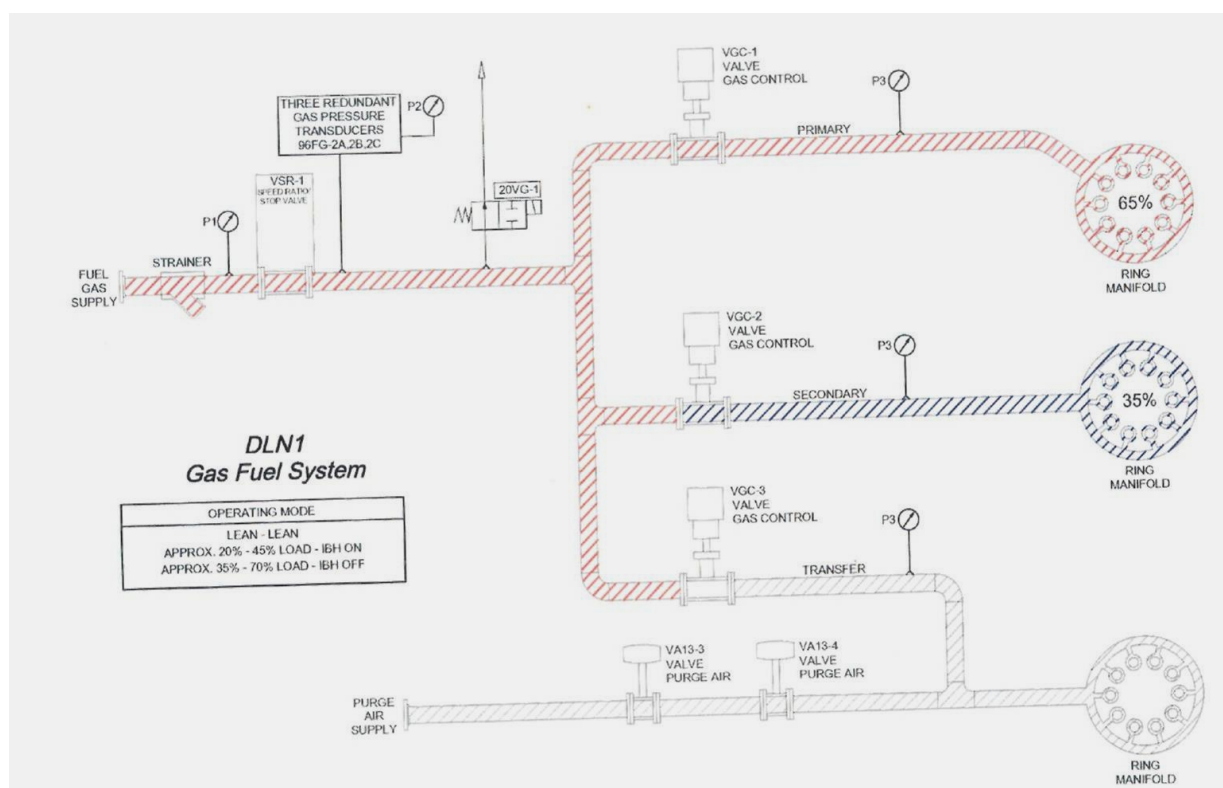 VGC-1
VALVE
GAS CONTROL
P3
THREE REDUNDANT
GAS PRESSURE
TRANSDUCERS
96FG-2A,2B,2C
P2
PRIMARY
VSR-1
SPEED RATIO/
STOP VALVE
20VG-1
65%
P1
STRAINER
FUEL
GAS
SUPPLY
RING
MANIFOLD
VGC-2
VALVE
GAS CONTROL
P3
SECONDARY
35%
RING
MANIFOLD
DLN1
Gas Fuel System
OPERATING MODE
LEAN - LEAN
APPROX. 20% - 45% LOAD - IBH ON
APPROX. 35% - 70% LOAD - IBH OFF
VGC-3
VALVE
GAS CONTROL
P3
TRANSFER
VA13-3
VALVE
PURGE AIR
VA13-4
VALVE
PURGE AIR
PURGE
AIR
SUPPLY
RING
MANIFOLD